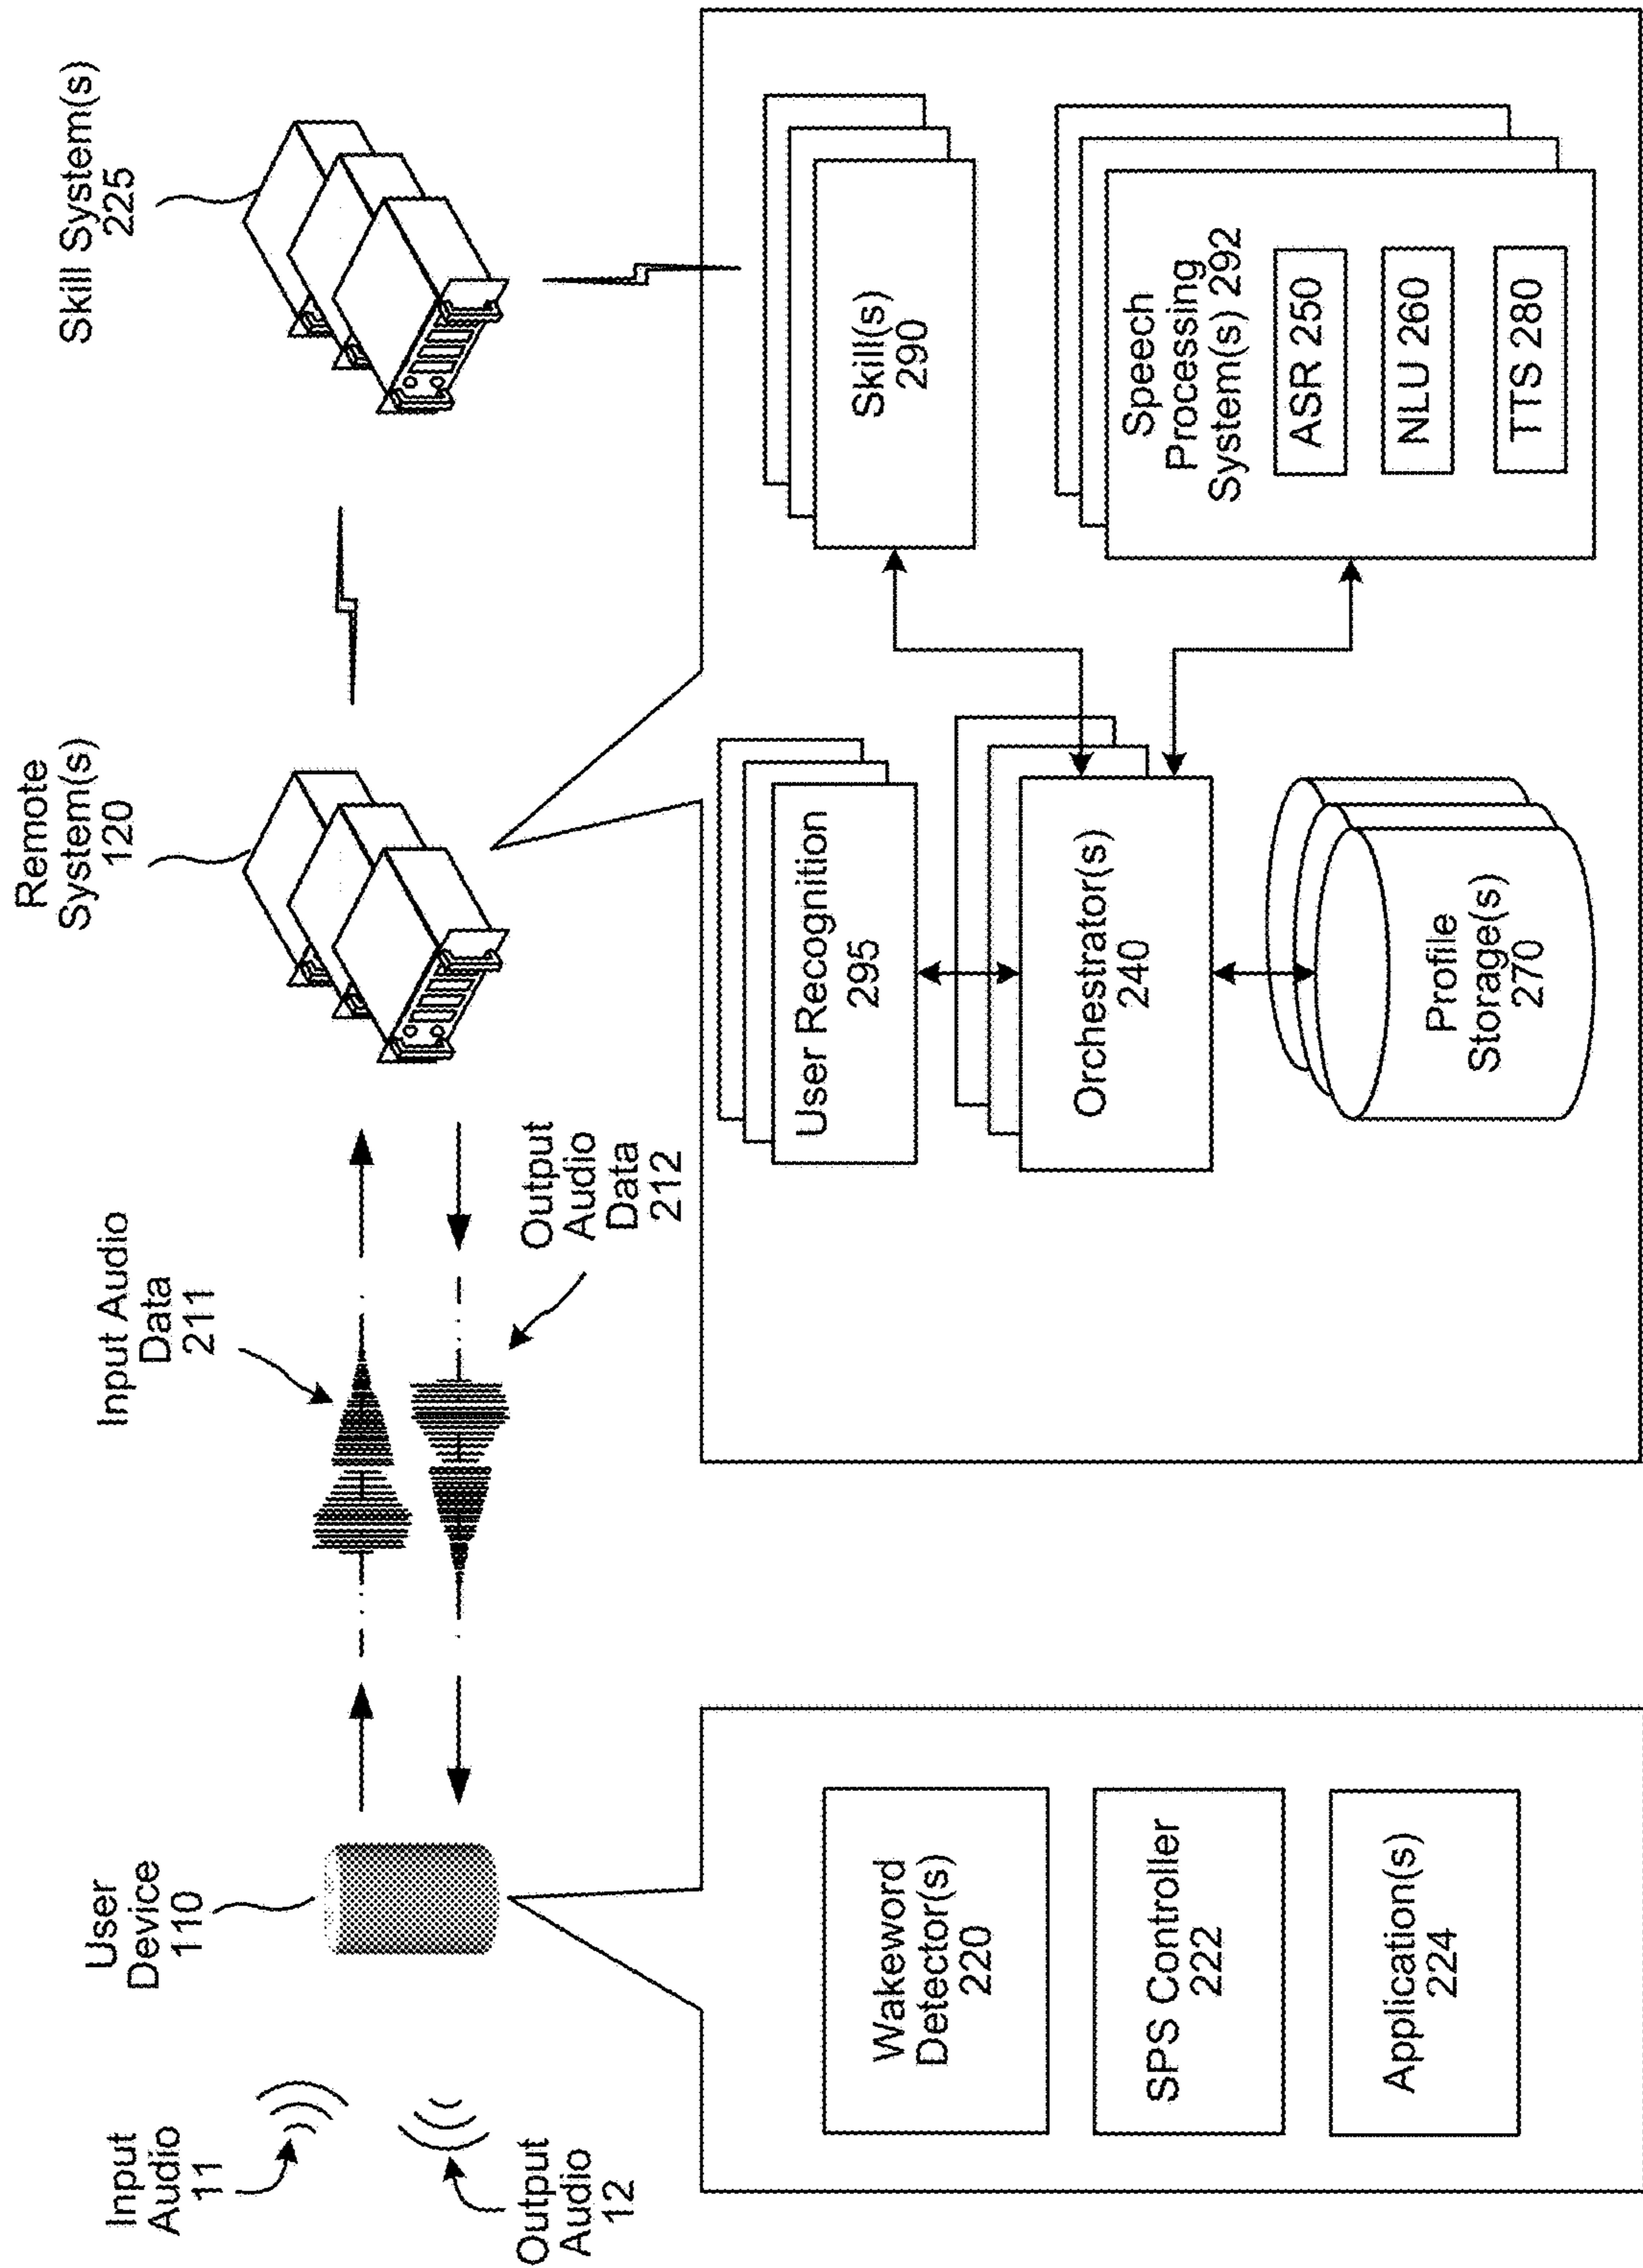 Input
Audio
11
Output
Audio
12
User
Device
110
Input Audio
Data
211
Output
Audio
Data
212
Remote
System(s)
120
Skill System(s)
225
Wakeword
Detector(s)
220
SPS Controller
222
Application(s)
224
User Recognition
295
Orchestrator(s)
240
Profile
Storage(s)
270
Skill(s)
290
Speech
Processing
System(s) 292
ASR 250
NLU 260
TTS 280